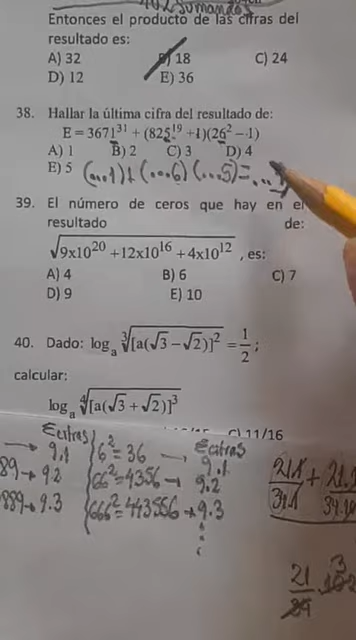 sumandos
Entonces el producto de las cifras del
resultado es:
A) 32 B) 18 C) 24
D) 12 E) 36
38. Hallar la última cifra del resultado de:
E = 3671³¹ + (825¹⁹ + 1)(26² – 1)
A) 1 B) 2 C) 3 D) 4
E) 5 (...1)+(...6)(...5)=...
39. El número de ceros que hay en el
resultado de:
√9x10²⁰ +12x10¹⁶ +4x10¹² , es:
A) 4 B) 6 C) 7
D) 9 E) 10
40. Dado: logₐ ∛[a(√3 – √2)]² = 1/2 ;
calcular:
logₐ ∜[a(√3 + √2)]³
C) 11/16
Σcifras Σcifras
→ 9.1 6² = 36 → 9.1
89 → 9.2 66² = 4356 → 9.2
889 → 9.3 666² = 443556 → 9.3
21